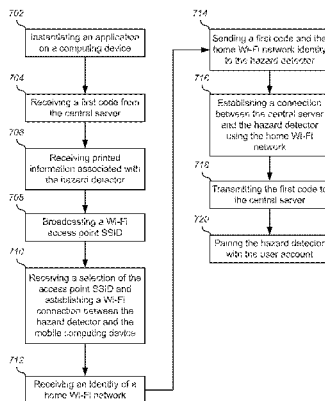 702
Instantiating an application
on a computing device
704
Receiving a first code from
the central server
706
Receiving printed
information associated with
the hazard detector
708
Broadcasting a Wi-Fi
access point SSID
710
Receiving a selection of the
access point SSID and
establishing a Wi-Fi
connection between the
hazard detector and the
mobile computing device
712
Receiving an identity of a
home Wi-Fi network
714
Sending a first code and the
home Wi-Fi network identity
to the hazard detector
716
Establishing a connection
between the central server
and the hazard detector
using the home Wi-Fi
network
718
Transmitting the first code to
the central server
720
Pairing the hazard detector
with the user account